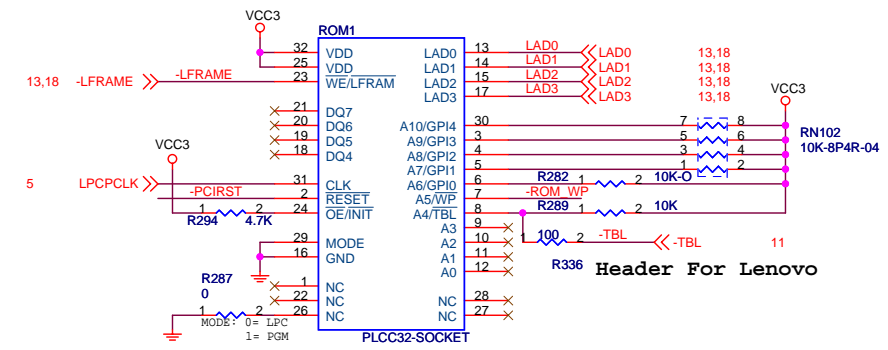 VCC3
ROM1
32 VDD LAD0 13 LAD0 LAD0 13,18
25 VDD LAD1 14 LAD1 LAD1 13,18
13,18 -LFRAME -LFRAME 23 WE/LFRAM LAD2 15 LAD2 LAD2 13,18
LAD3 17 LAD3 LAD3 13,18
VCC3
21 DQ7
20 DQ6 A10/GPI4 30 7 8
19 DQ5 A9/GPI3 3 5 6 RN102
18 DQ4 A8/GPI2 4 3 4 10K-8P4R-04
VCC3
A7/GPI1 5 1 2
5 LPCPCLK 31 CLK A6/GPI0 6 R282 1 2 10K-O
-PCIRST 2 RESET A5/WP 7 -ROM_WP
R294 1 2 4.7K 24 OE/INIT A4/TBL 8 R289 1 2 10K
A3 9
29 MODE A2 10 1 100 2 -TBL -TBL 11
16 GND A1 11
A0 12 R336 Header For Lenovo
R287
0
1 NC
22 NC NC 28
1 2 26 NC NC 27
MODE: 0= LPC
1= PGM
PLCC32-SOCKET